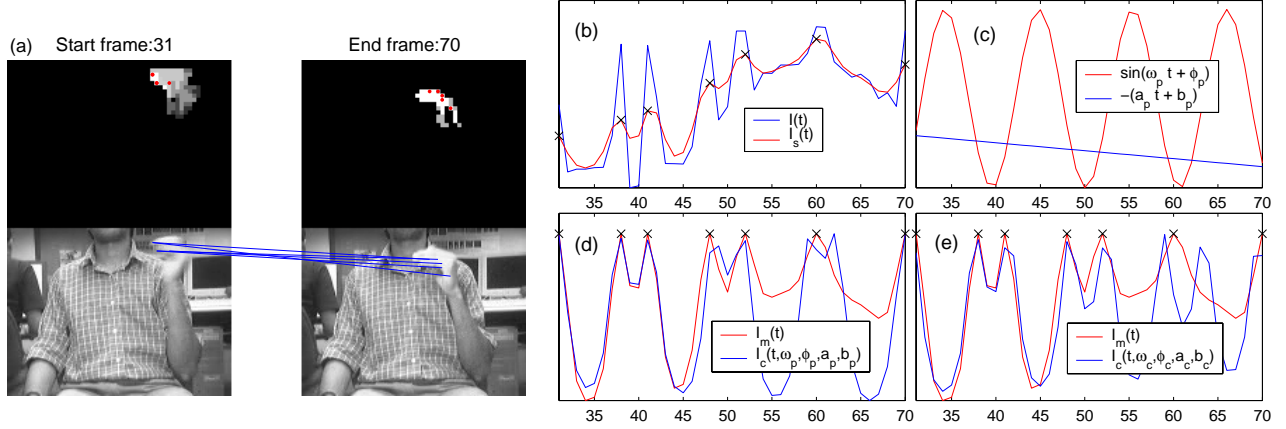 (a)
Start frame:31
End frame:70
(b)
I(t)
I_s(t)
35 40 45 50 55 60 65 70
(c)
sin(ω_p t + ϕ_p)
−(a_p t + b_p)
35 40 45 50 55 60 65 70
(d)
I_m(t)
I_c(t,ω_p,ϕ_p,a_p,b_p)
35 40 45 50 55 60 65 70
(e)
I_m(t)
I_c(t,ω_c,ϕ_c,a_c,b_c)
35 40 45 50 55 60 65 70